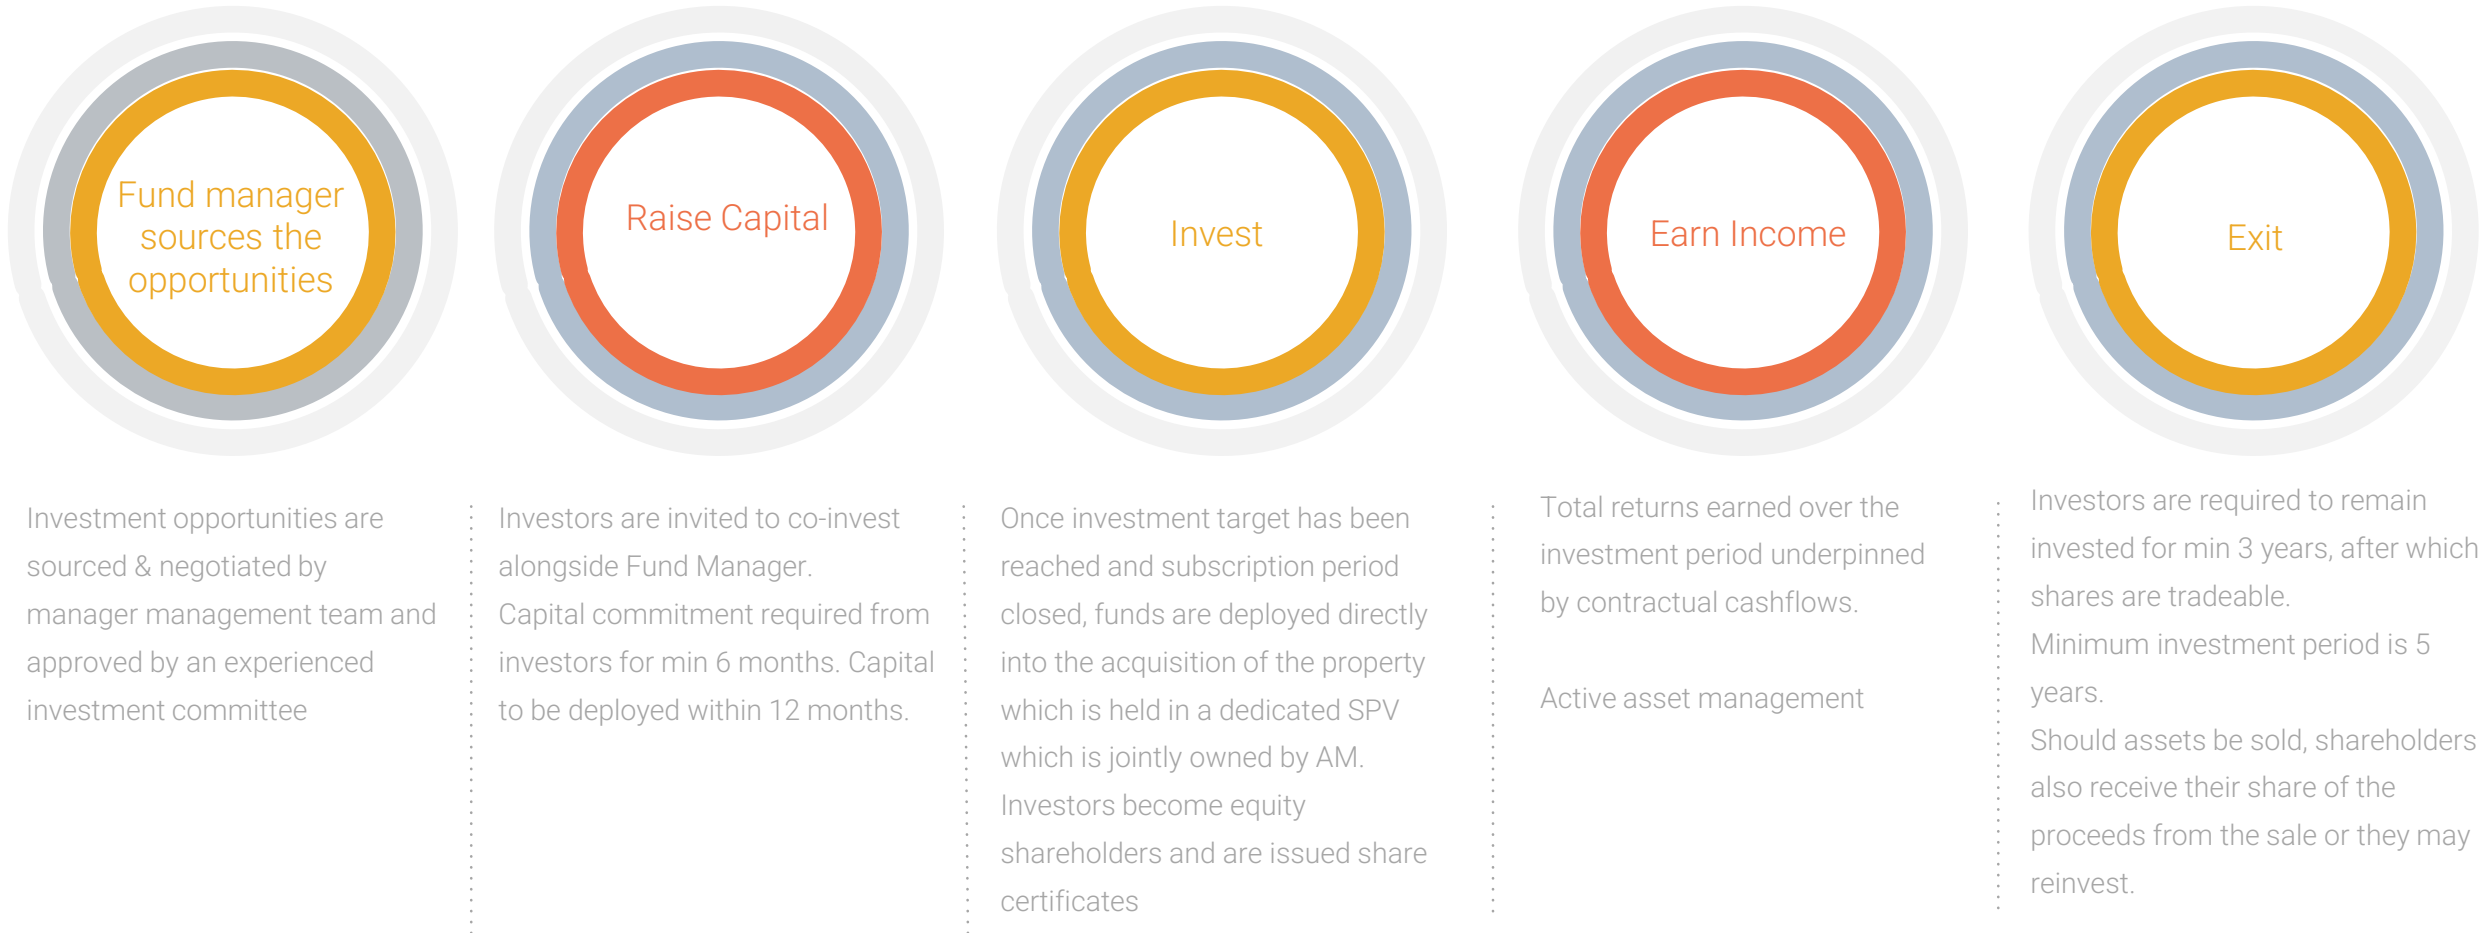 Fund manager
sources the
opportunities
Raise Capital
Invest
Earn Income
Exit
Investment opportunities are
sourced & negotiated by
manager management team and
approved by an experienced
investment committee
Investors are invited to co-invest
alongside Fund Manager.
Capital commitment required from
investors for min 6 months. Capital
to be deployed within 12 months.
Once investment target has been
reached and subscription period
closed, funds are deployed directly
into the acquisition of the property
which is held in a dedicated SPV
which is jointly owned by AM.
Investors become equity
shareholders and are issued share
certificates
Total returns earned over the
investment period underpinned
by contractual cashflows.
Active asset management
Investors are required to remain
invested for min 3 years, after which
shares are tradeable.
Minimum investment period is 5
years.
Should assets be sold, shareholders
also receive their share of the
proceeds from the sale or they may
reinvest.